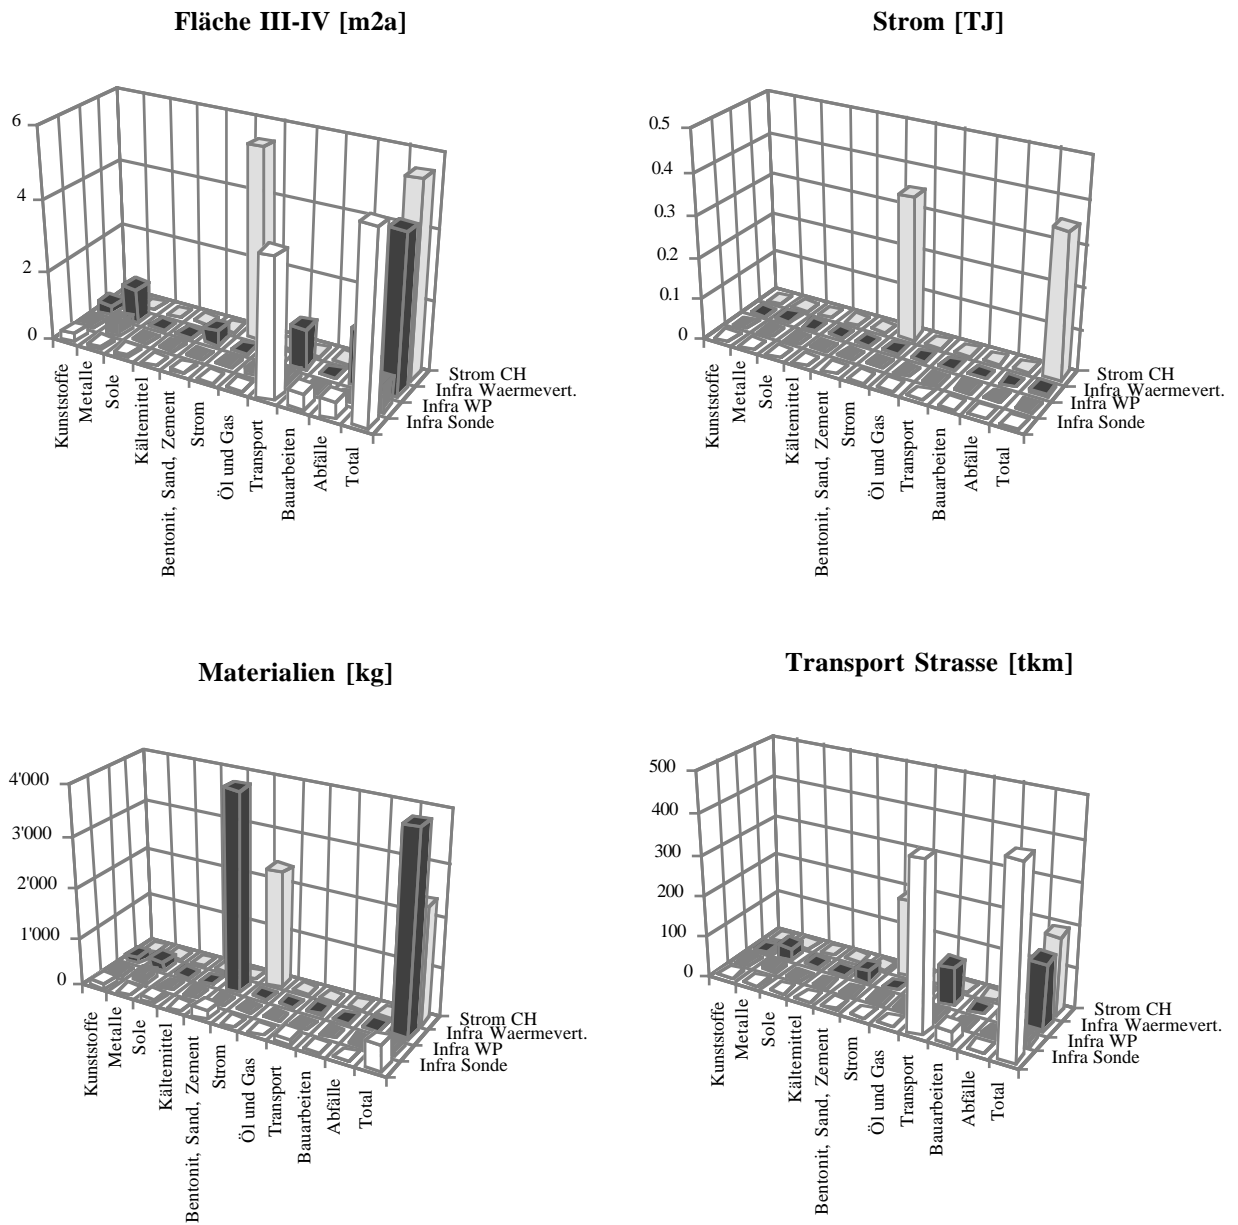 Fläche III-IV [m2a]
6
4
2
0
Kunststoffe
Metalle
Sole
Kältemittel
Bentonit, Sand, Zement
Strom
Öl und Gas
Transport
Bauarbeiten
Abfälle
Total
Strom CH
Infra Waermevert.
Infra WP
Infra Sonde
Strom [TJ]
0.5
0.4
0.3
0.2
0.1
0
Kunststoffe
Metalle
Sole
Kältemittel
Bentonit, Sand, Zement
Strom
Öl und Gas
Transport
Bauarbeiten
Abfälle
Total
Strom CH
Infra Waermevert.
Infra WP
Infra Sonde
Materialien [kg]
4'000
3'000
2'000
1'000
0
Kunststoffe
Metalle
Sole
Kältemittel
Bentonit, Sand, Zement
Strom
Öl und Gas
Transport
Bauarbeiten
Abfälle
Total
Strom CH
Infra Waermevert.
Infra WP
Infra Sonde
Transport Strasse [tkm]
500
400
300
200
100
0
Kunststoffe
Metalle
Sole
Kältemittel
Bentonit, Sand, Zement
Strom
Öl und Gas
Transport
Bauarbeiten
Abfälle
Total
Strom CH
Infra Waermevert.
Infra WP
Infra Sonde